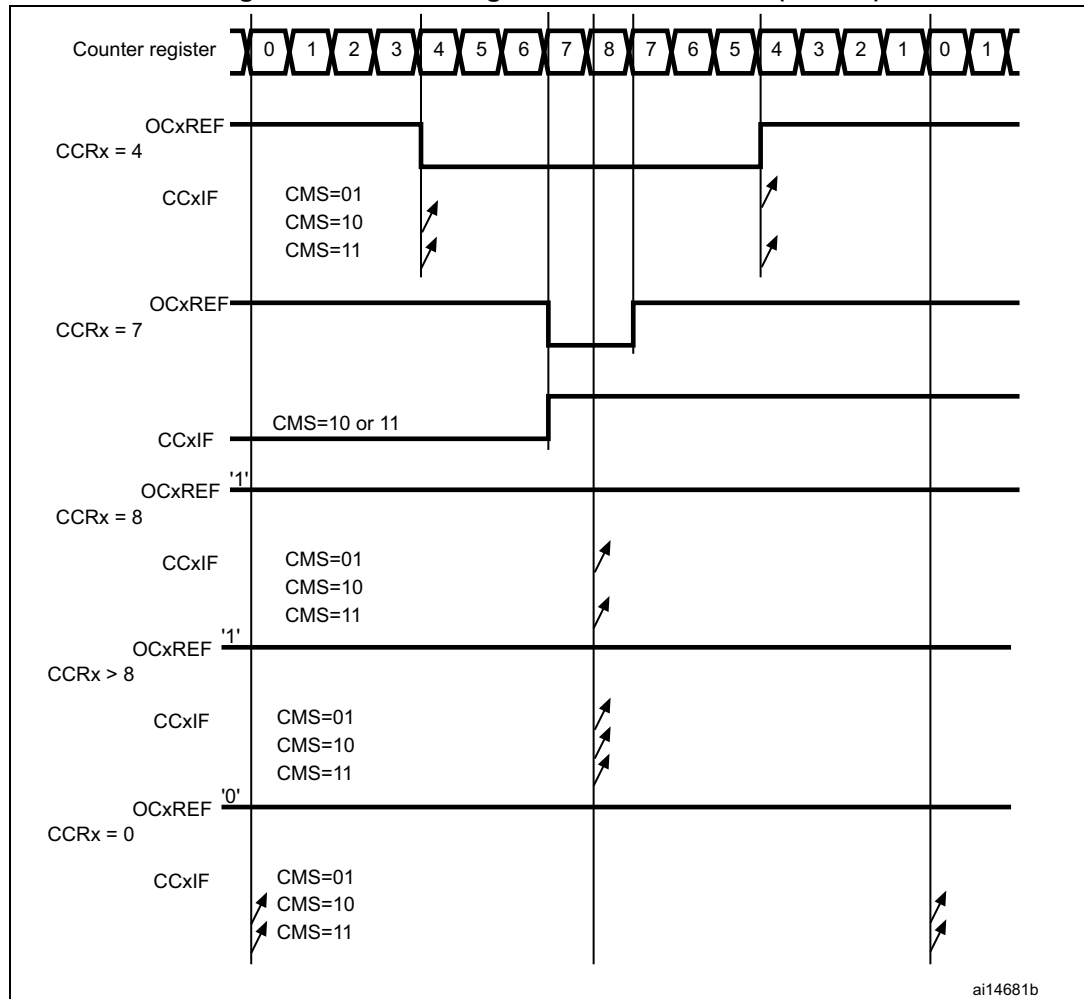 Counter register 0 1 2 3 4 5 6 7 8 7 6 5 4 3 2 1 0 1
OCxREF
CCRx = 4
CCxIF CMS=01
CMS=10
CMS=11
OCxREF
CCRx = 7
CMS=10 or 11
CCxIF
'1'
OCxREF
CCRx = 8
CCxIF CMS=01
CMS=10
CMS=11
'1'
OCxREF
CCRx > 8
CCxIF CMS=01
CMS=10
CMS=11
'0'
OCxREF
CCRx = 0
CCxIF CMS=01
CMS=10
CMS=11
ai14681b